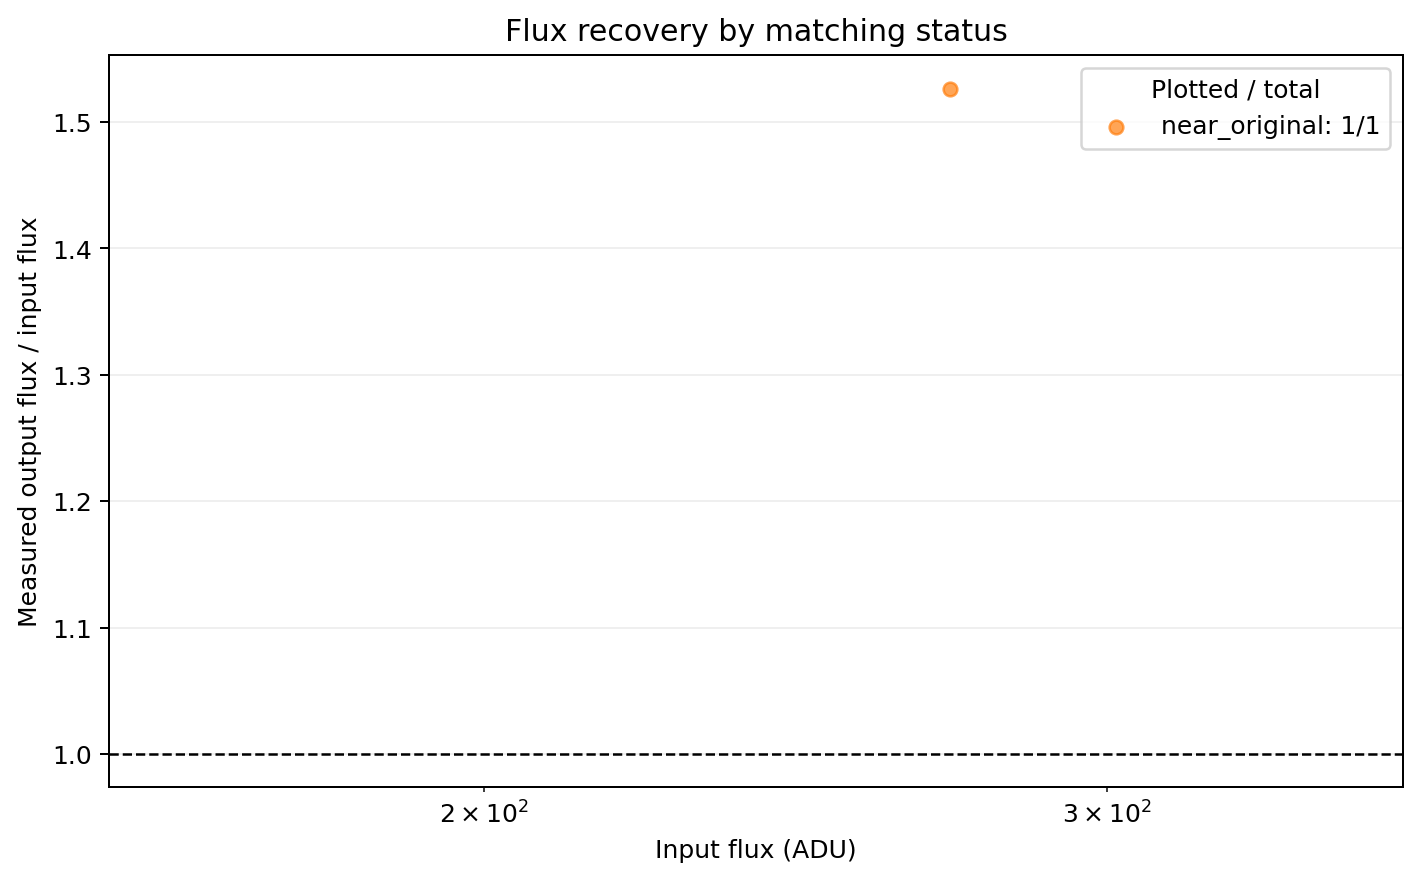 Flux recovery by matching status
Plotted / total
near_original: 1/1
Measured output flux / input flux
1.5
1.4
1.3
1.2
1.1
1.0
2 × 10²
3 × 10²
Input flux (ADU)